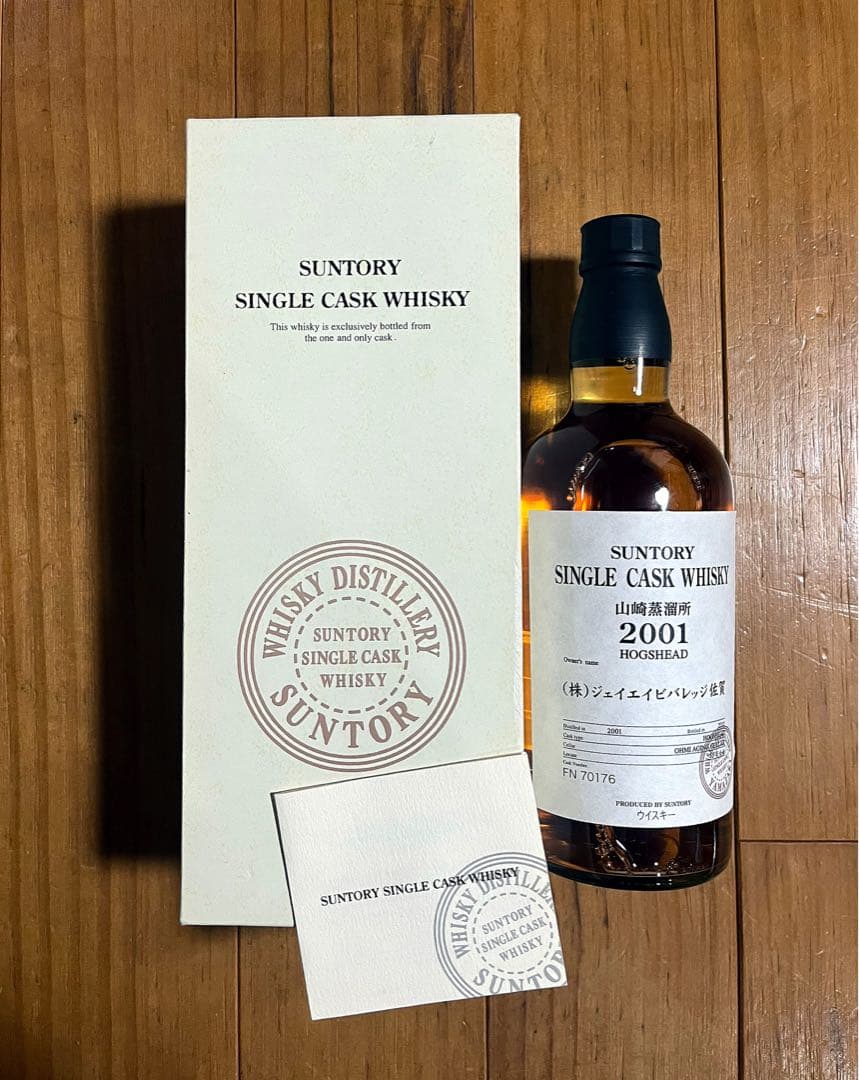 SUNTORY
SINGLE CASK WHISKY
This whisky is exclusively bottled from
the one and only cask.
WHISKY DISTILLERY
SUNTORY
SINGLE CASK
WHISKY
SUNTORY
SUNTORY
SINGLE CASK WHISKY
山崎蒸溜所
2001
HOGSHEAD
Owner's name
(株)ジェイエイビバレッジ佐賀
Distilled in 2001 Bottled in
Cask type
Cellar OHMI AGING CELLAR
Cask Number
FN 70176
PRODUCED BY SUNTORY
ウイスキー
SUNTORY SINGLE CASK WHISKY
WHISKY DISTILLE
SUNTORY
SINGLE CASK
WHISKY
SUNTOR